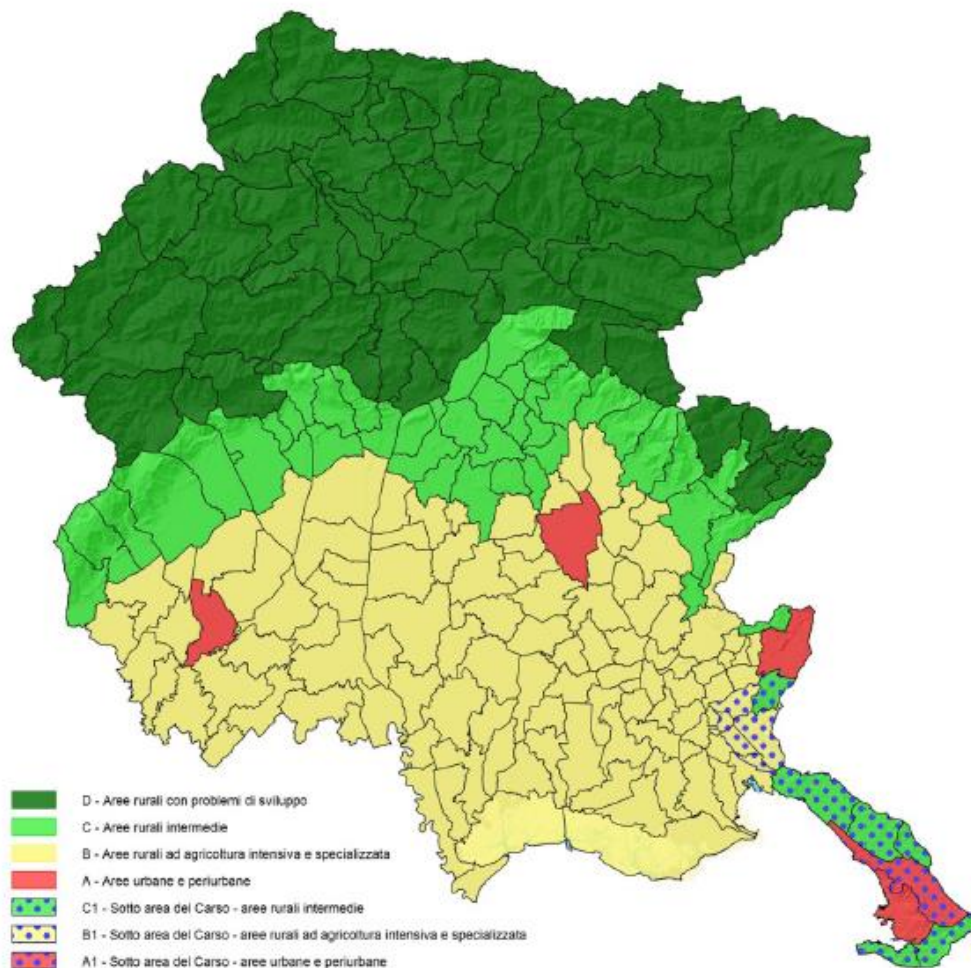 D - Aree rurali con problemi di sviluppo
C - Aree rurali intermedie
B - Aree rurali ad agricoltura intensiva e specializzata
A - Aree urbane e periurbane
C1 - Sotto area del Carso - aree rurali intermedie
B1 - Sotto area del Carso - aree rurali ad agricoltura intensiva e specializzata
A1 - Sotto area del Carso - aree urbane e periurbane